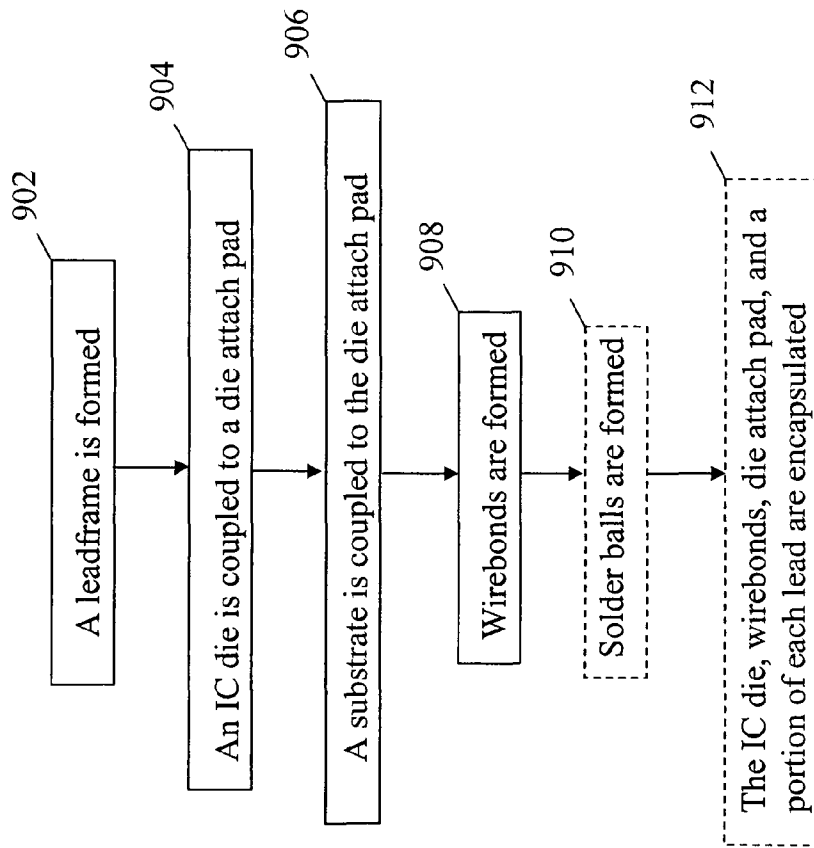 902
A leadframe is formed
904
An IC die is coupled to a die attach pad
906
A substrate is coupled to the die attach pad
908
Wirebonds are formed
910
Solder balls are formed
912
The IC die, wirebonds, die attach pad, and a
portion of each lead are encapsulated